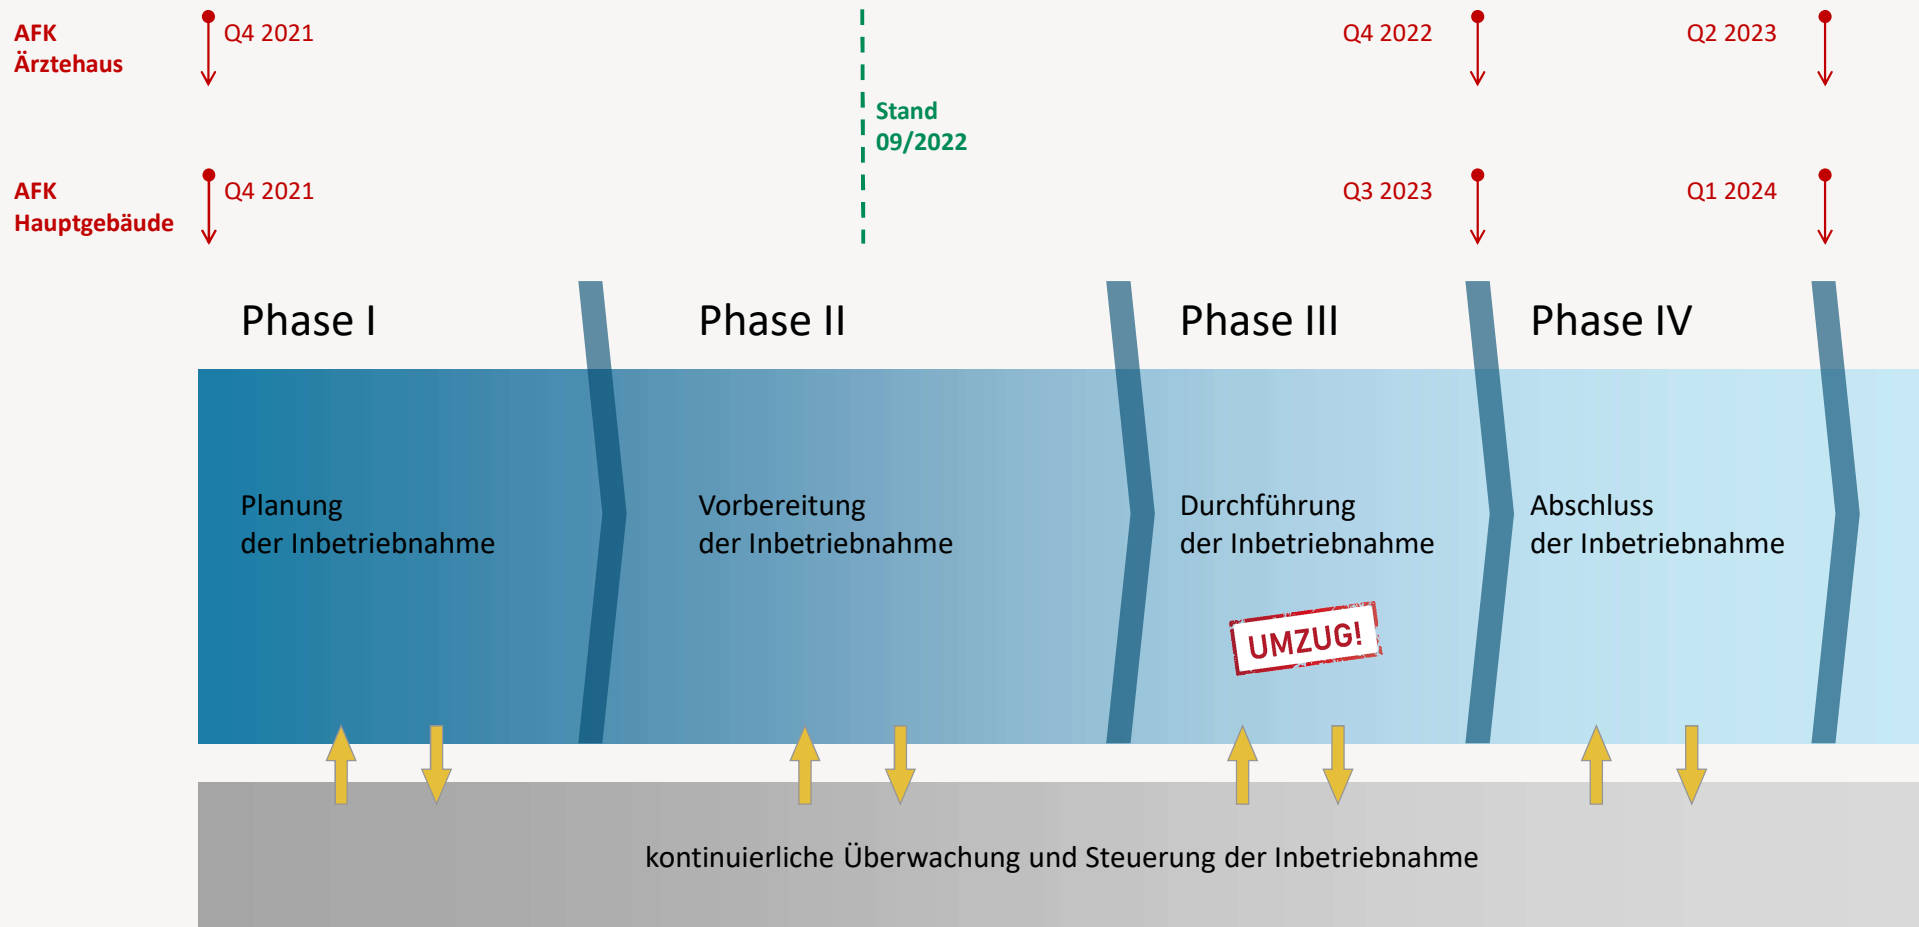 AFK
Ärztehaus
Q4 2021
Q4 2022
Q2 2023
Stand
09/2022
AFK
Hauptgebäude
Q4 2021
Q3 2023
Q1 2024
Phase I
Phase II
Phase III
Phase IV
Planung
der Inbetriebnahme
Vorbereitung
der Inbetriebnahme
Durchführung
der Inbetriebnahme
Abschluss
der Inbetriebnahme
UMZUG!
kontinuierliche Überwachung und Steuerung der Inbetriebnahme